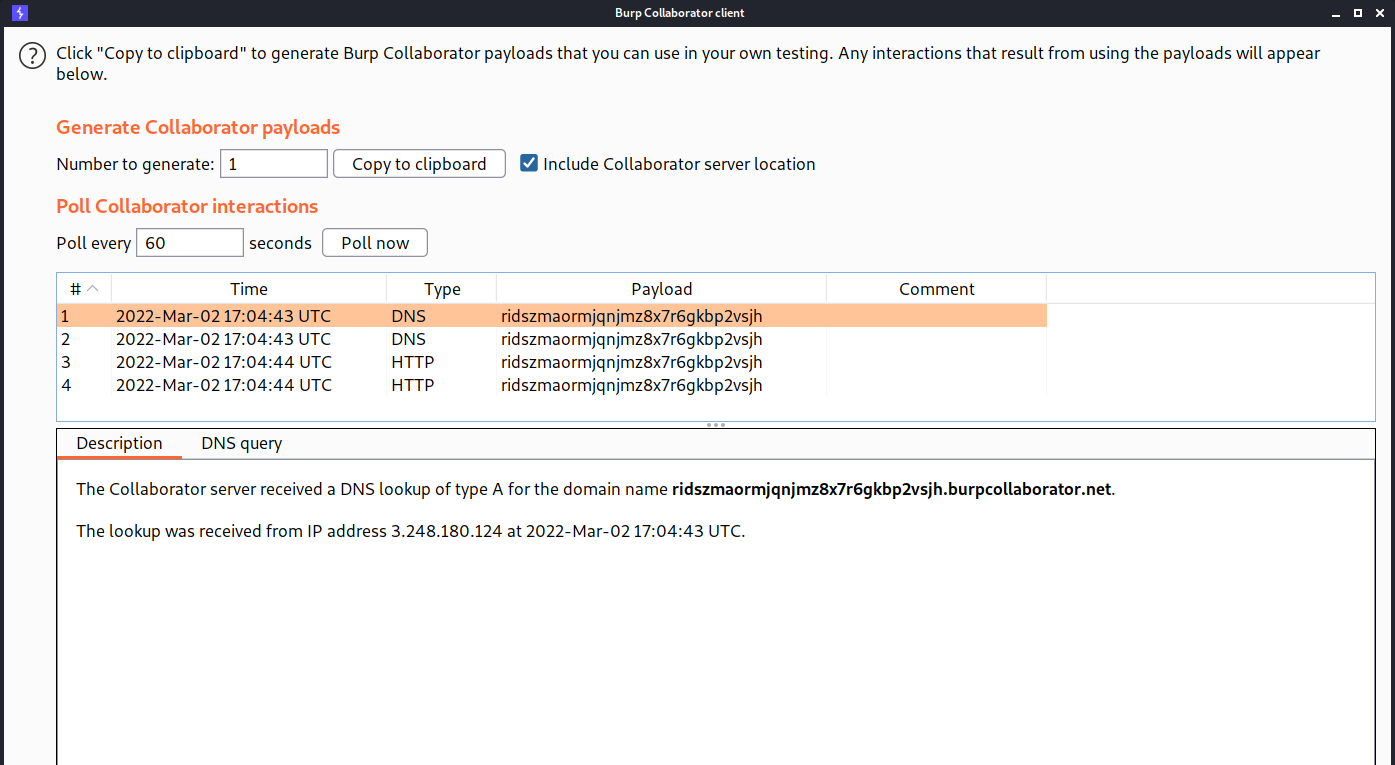 Burp Collaborator client
Click "Copy to clipboard" to generate Burp Collaborator payloads that you can use in your own testing. Any interactions that result from using the payloads will appear
below.
Generate Collaborator payloads
Number to generate: 1 Copy to clipboard Include Collaborator server location
Poll Collaborator interactions
Poll every 60 seconds Poll now
# Time Type Payload Comment
1 2022-Mar-02 17:04:43 UTC DNS ridszmaormjqnjmz8x7r6gkbp2vsjh
2 2022-Mar-02 17:04:43 UTC DNS ridszmaormjqnjmz8x7r6gkbp2vsjh
3 2022-Mar-02 17:04:44 UTC HTTP ridszmaormjqnjmz8x7r6gkbp2vsjh
4 2022-Mar-02 17:04:44 UTC HTTP ridszmaormjqnjmz8x7r6gkbp2vsjh
Description DNS query
The Collaborator server received a DNS lookup of type A for the domain name ridszmaormjqnjmz8x7r6gkbp2vsjh.burpcollaborator.net.
The lookup was received from IP address 3.248.180.124 at 2022-Mar-02 17:04:43 UTC.